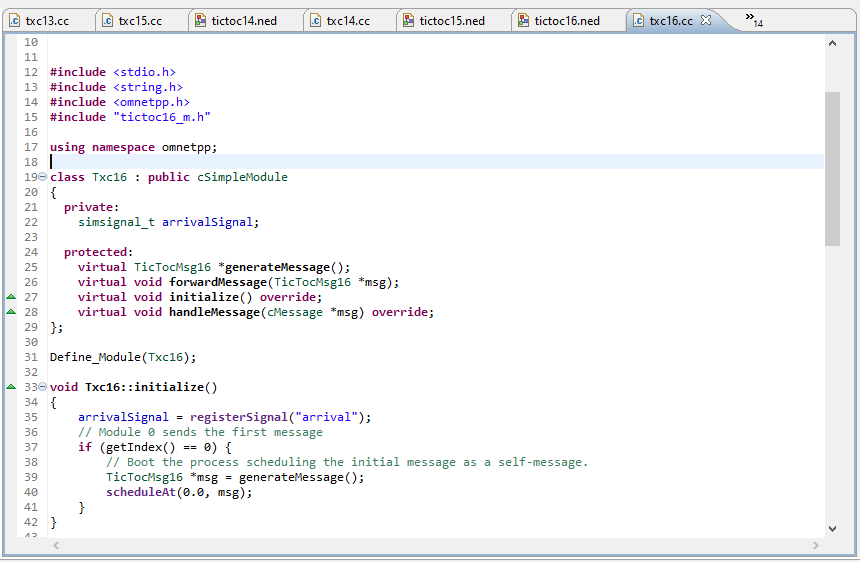 txc13.cc txc15.cc tictoc14.ned txc14.cc tictoc15.ned tictoc16.ned txc16.cc »14
10
11
12 #include <stdio.h>
13 #include <string.h>
14 #include <omnetpp.h>
15 #include "tictoc16_m.h"
16
17 using namespace omnetpp;
18
19 class Txc16 : public cSimpleModule
20 {
21   private:
22     simsignal_t arrivalSignal;
23
24   protected:
25     virtual TicTocMsg16 *generateMessage();
26     virtual void forwardMessage(TicTocMsg16 *msg);
27     virtual void initialize() override;
28     virtual void handleMessage(cMessage *msg) override;
29 };
30
31 Define_Module(Txc16);
32
33 void Txc16::initialize()
34 {
35     arrivalSignal = registerSignal("arrival");
36     // Module 0 sends the first message
37     if (getIndex() == 0) {
38         // Boot the process scheduling the initial message as a self-message.
39         TicTocMsg16 *msg = generateMessage();
40         scheduleAt(0.0, msg);
41     }
42 }
43